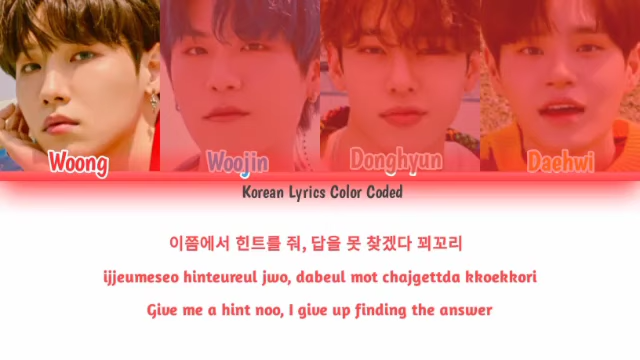 Woong Woojin Donghyun Daehwi
Korean Lyrics Color Coded
이쯤에서 힌트를 줘, 답을 못 찾겠다 꾀꼬리
ijjeumeseo hinteureul jwo, dabeul mot chajgettda kkoekkori
Give me a hint noo, I give up finding the answer